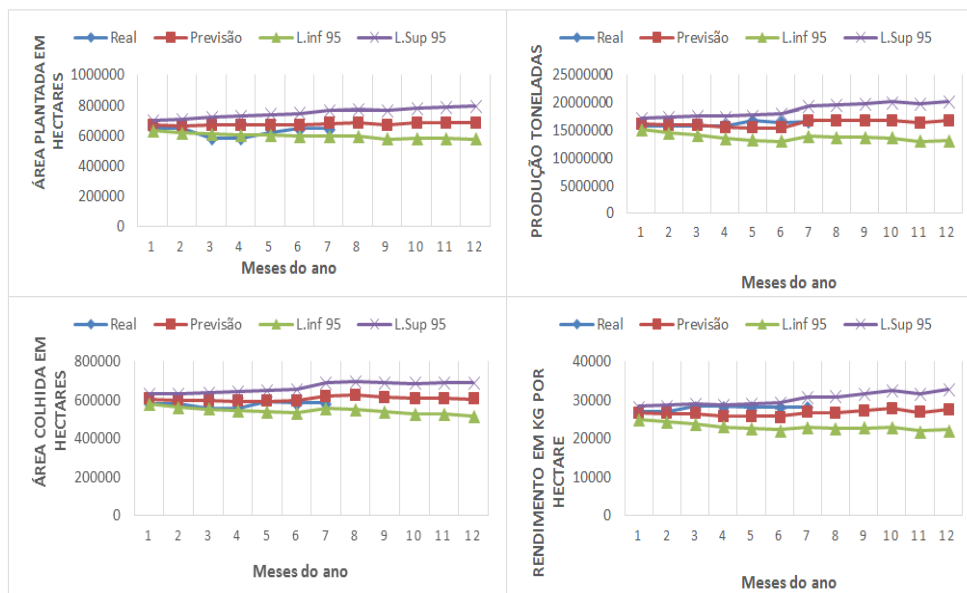 Real Previsão L.inf 95 L.Sup 95
ÁREA PLANTADA EM
HECTARES
1000000
800000
600000
400000
200000
0
1 2 3 4 5 6 7 8 9 10 11 12
Meses do ano
Real Previsão L.inf 95 L.Sup 95
PRODUÇÃO TONELADAS
25000000
20000000
15000000
10000000
5000000
0
1 2 3 4 5 6 7 8 9 10 11 12
Meses do ano
Real Previsão L.inf 95 L.Sup 95
ÁREA COLHIDA EM
HECTARES
800000
600000
400000
200000
0
1 2 3 4 5 6 7 8 9 10 11 12
Meses do ano
Real Previsão L.inf 95 L.Sup 95
RENDIMENTO EM KG POR
HECTARE
40000
30000
20000
10000
0
1 2 3 4 5 6 7 8 9 10 11 12
Meses do ano